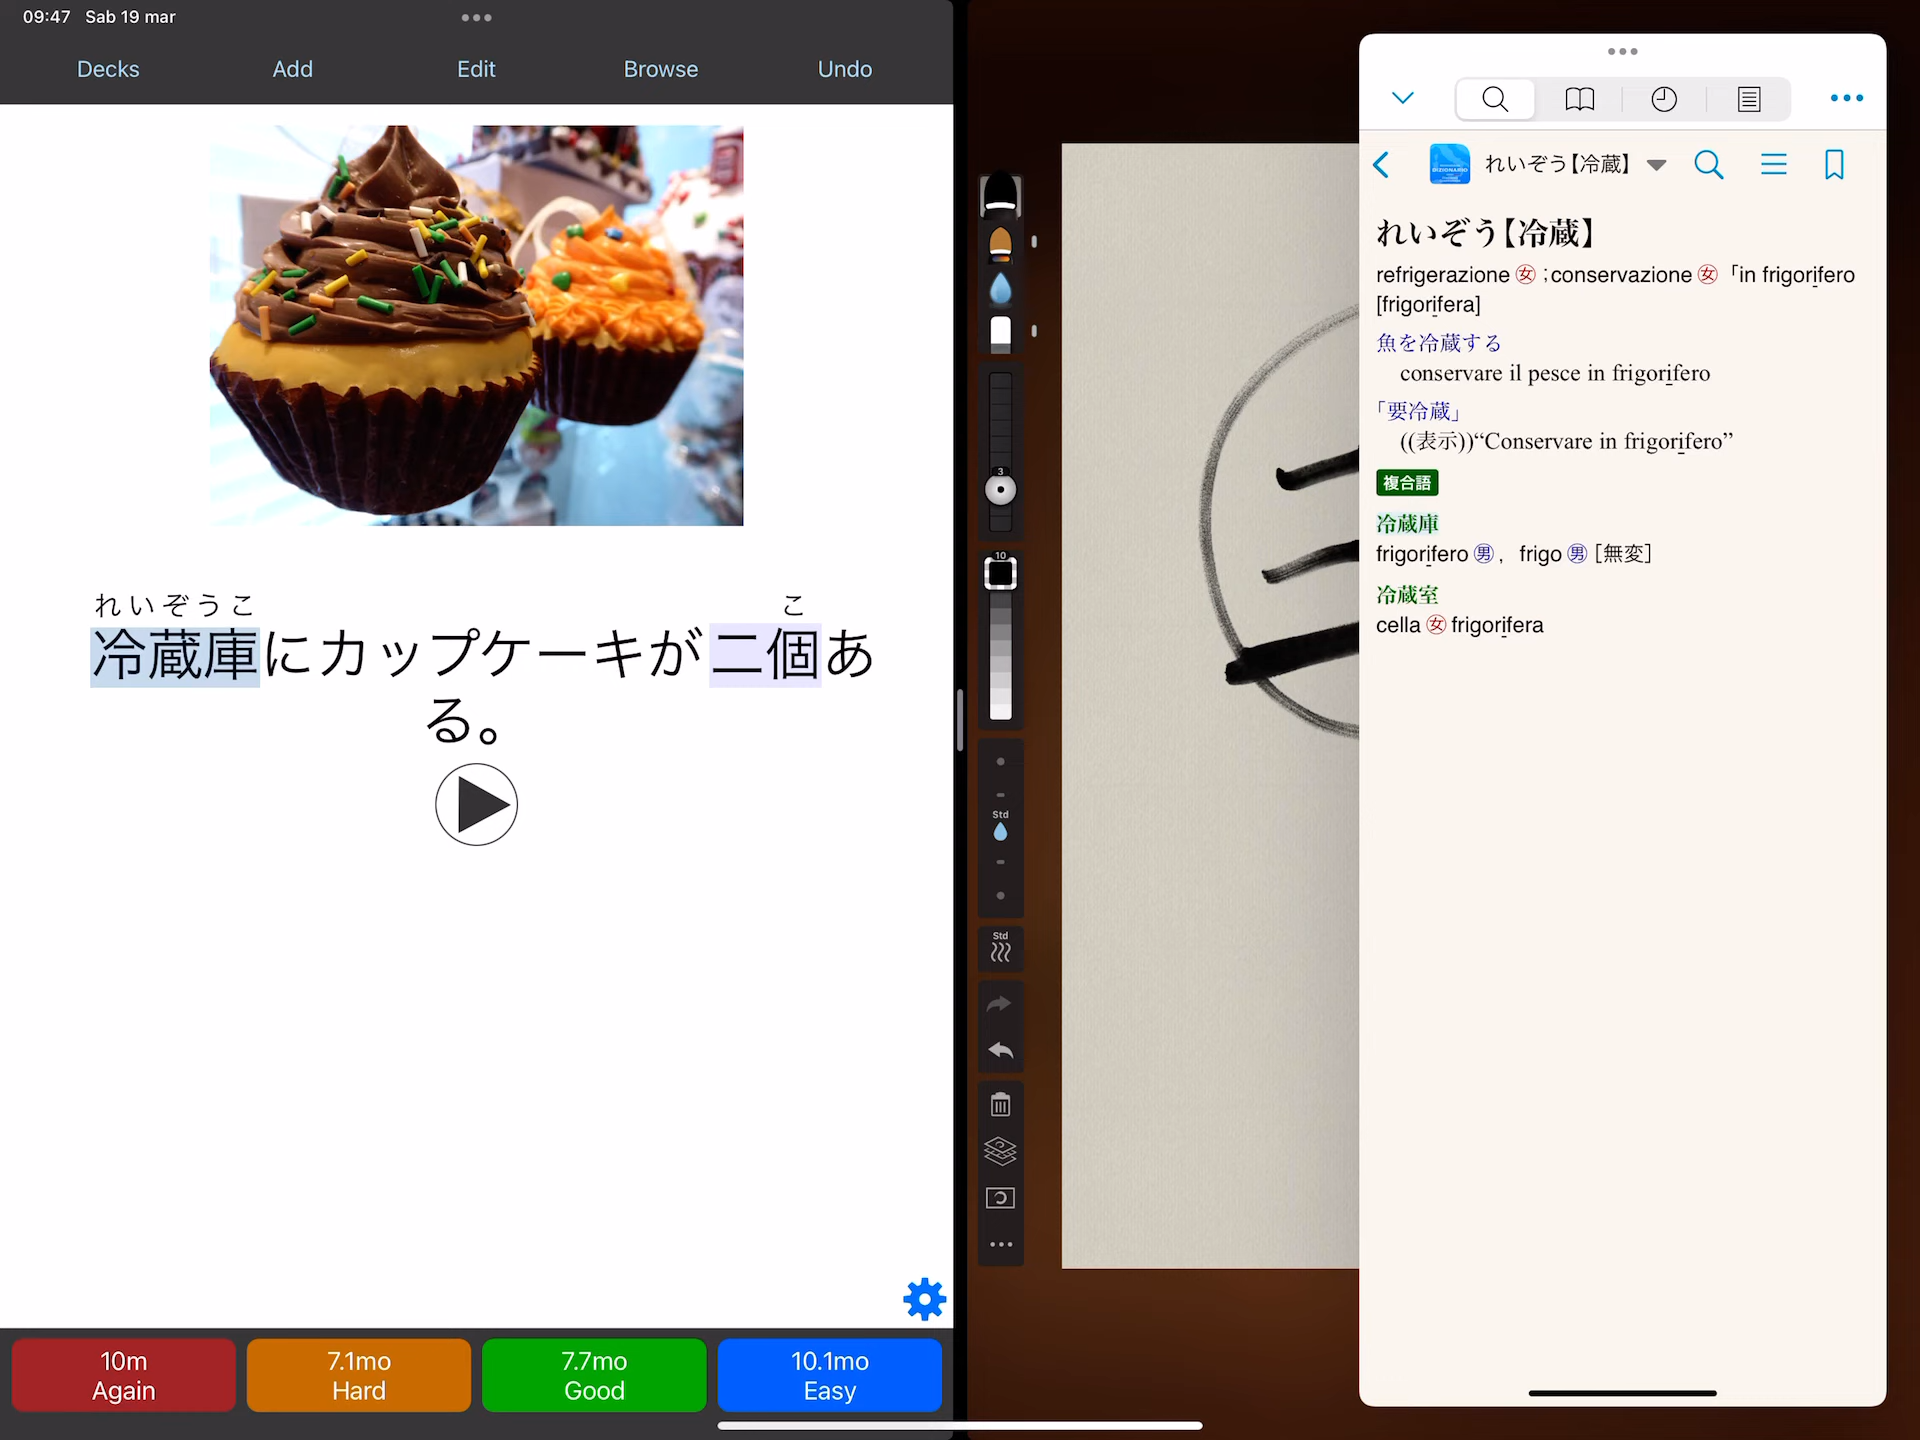 09:47 Sab 19 mar
Decks Add Edit Browse Undo
れいぞうこ こ
冷蔵庫にカップケーキが二個あ
る。
10m
Again
7.1mo
Hard
7.7mo
Good
10.1mo
Easy
3
10
Std
Std
DIZIONARIO
れいぞう【冷蔵】
れいぞう【冷蔵】
refrigerazione 女 ; conservazione 女 「in frigorifero
[frigorifera]
魚を冷蔵する
conservare il pesce in frigorifero
「要冷蔵」
((表示))“Conservare in frigorifero”
複合語
冷蔵庫
frigorifero 男 , frigo 男 [無変]
冷蔵室
cella 女 frigorifera